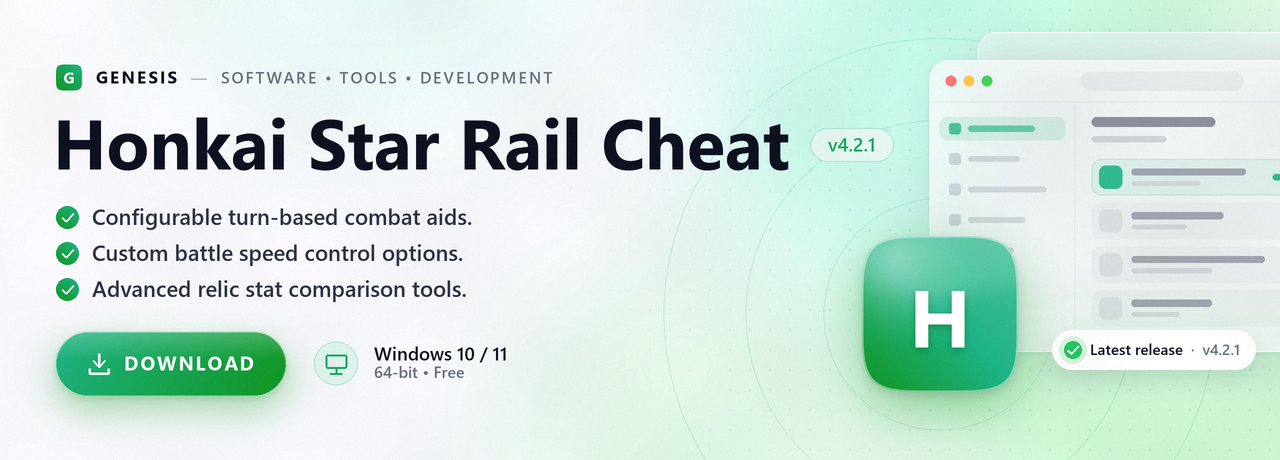 G GENESIS — SOFTWARE • TOOLS • DEVELOPMENT
Honkai Star Rail Cheat v4.2.1
Configurable turn-based combat aids.
Custom battle speed control options.
Advanced relic stat comparison tools.
DOWNLOAD
Windows 10 / 11
64-bit • Free
H
Latest release · v4.2.1